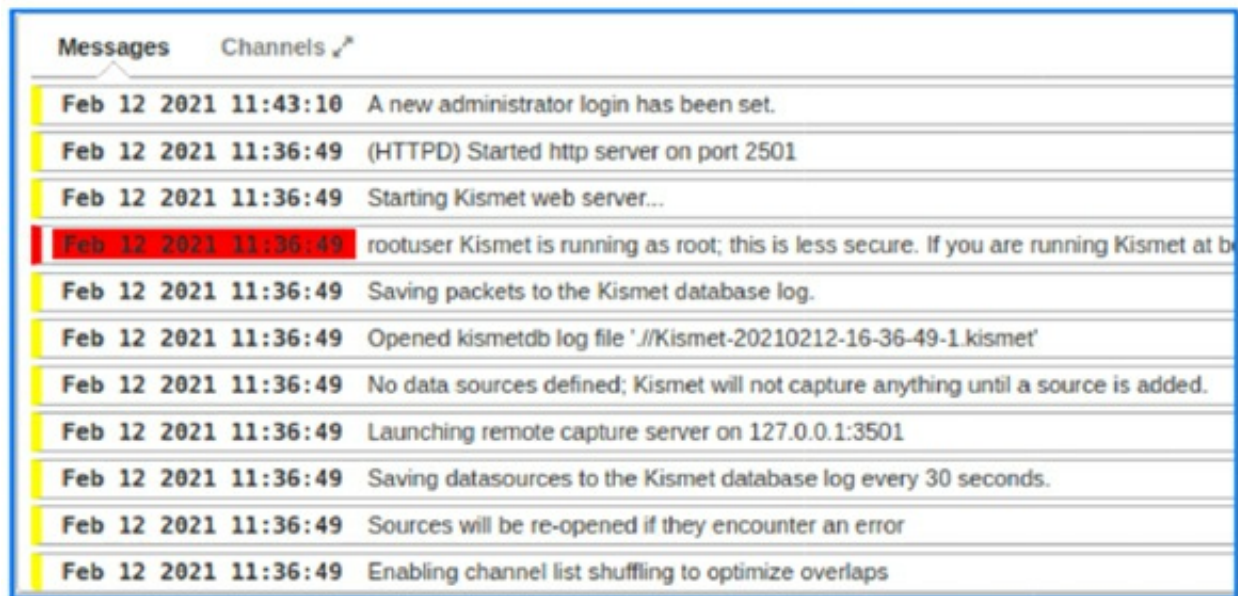 Messages Channels
Feb 12 2021 11:43:10 A new administrator login has been set.
Feb 12 2021 11:36:49 (HTTPD) Started http server on port 2501
Feb 12 2021 11:36:49 Starting Kismet web server...
Feb 12 2021 11:36:49 rootuser Kismet is running as root; this is less secure. If you are running Kismet at
Feb 12 2021 11:36:49 Saving packets to the Kismet database log.
Feb 12 2021 11:36:49 Opened kismetdb log file './/Kismet-20210212-16-36-49-1.kismet'
Feb 12 2021 11:36:49 No data sources defined; Kismet will not capture anything until a source is added.
Feb 12 2021 11:36:49 Launching remote capture server on 127.0.0.1:3501
Feb 12 2021 11:36:49 Saving datasources to the Kismet database log every 30 seconds.
Feb 12 2021 11:36:49 Sources will be re-opened if they encounter an error
Feb 12 2021 11:36:49 Enabling channel list shuffling to optimize overlaps